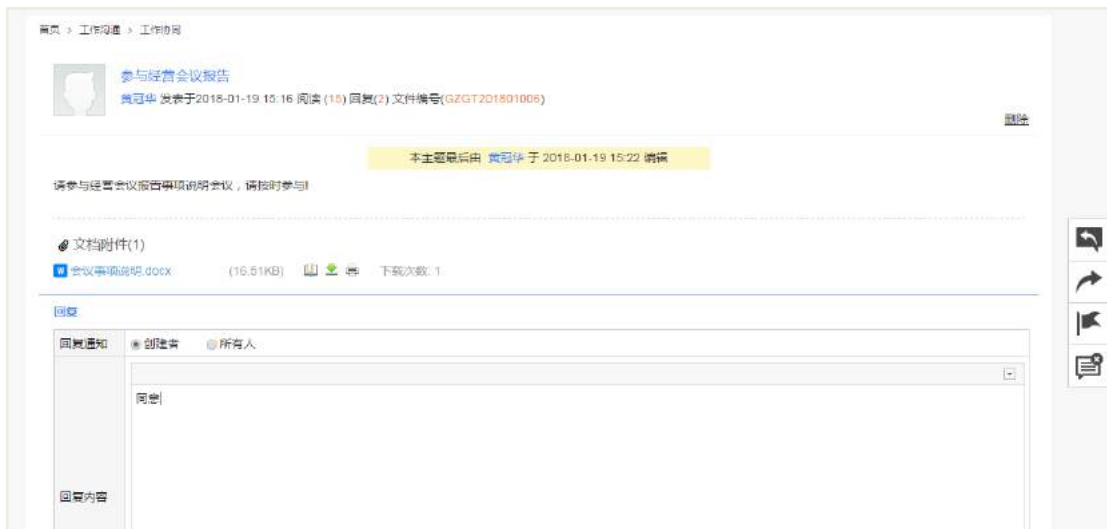 首页 > 工作沟通 > 工作协同
参与经营会议报告
黄冠华 发表于2018-01-19 15:16 阅读 (15) 回复(2) 文件编号(GZGT201801006)
删除
本主题最后由 黄冠华 于 2018-01-19 15:22 编辑
请参与经营会议报告事项说明会议，请按时参与!
文档附件(1)
会议事项说明.docx (16.51KB) 下载次数: 1
回复
回复通知 创建者 所有人
同意
回复内容